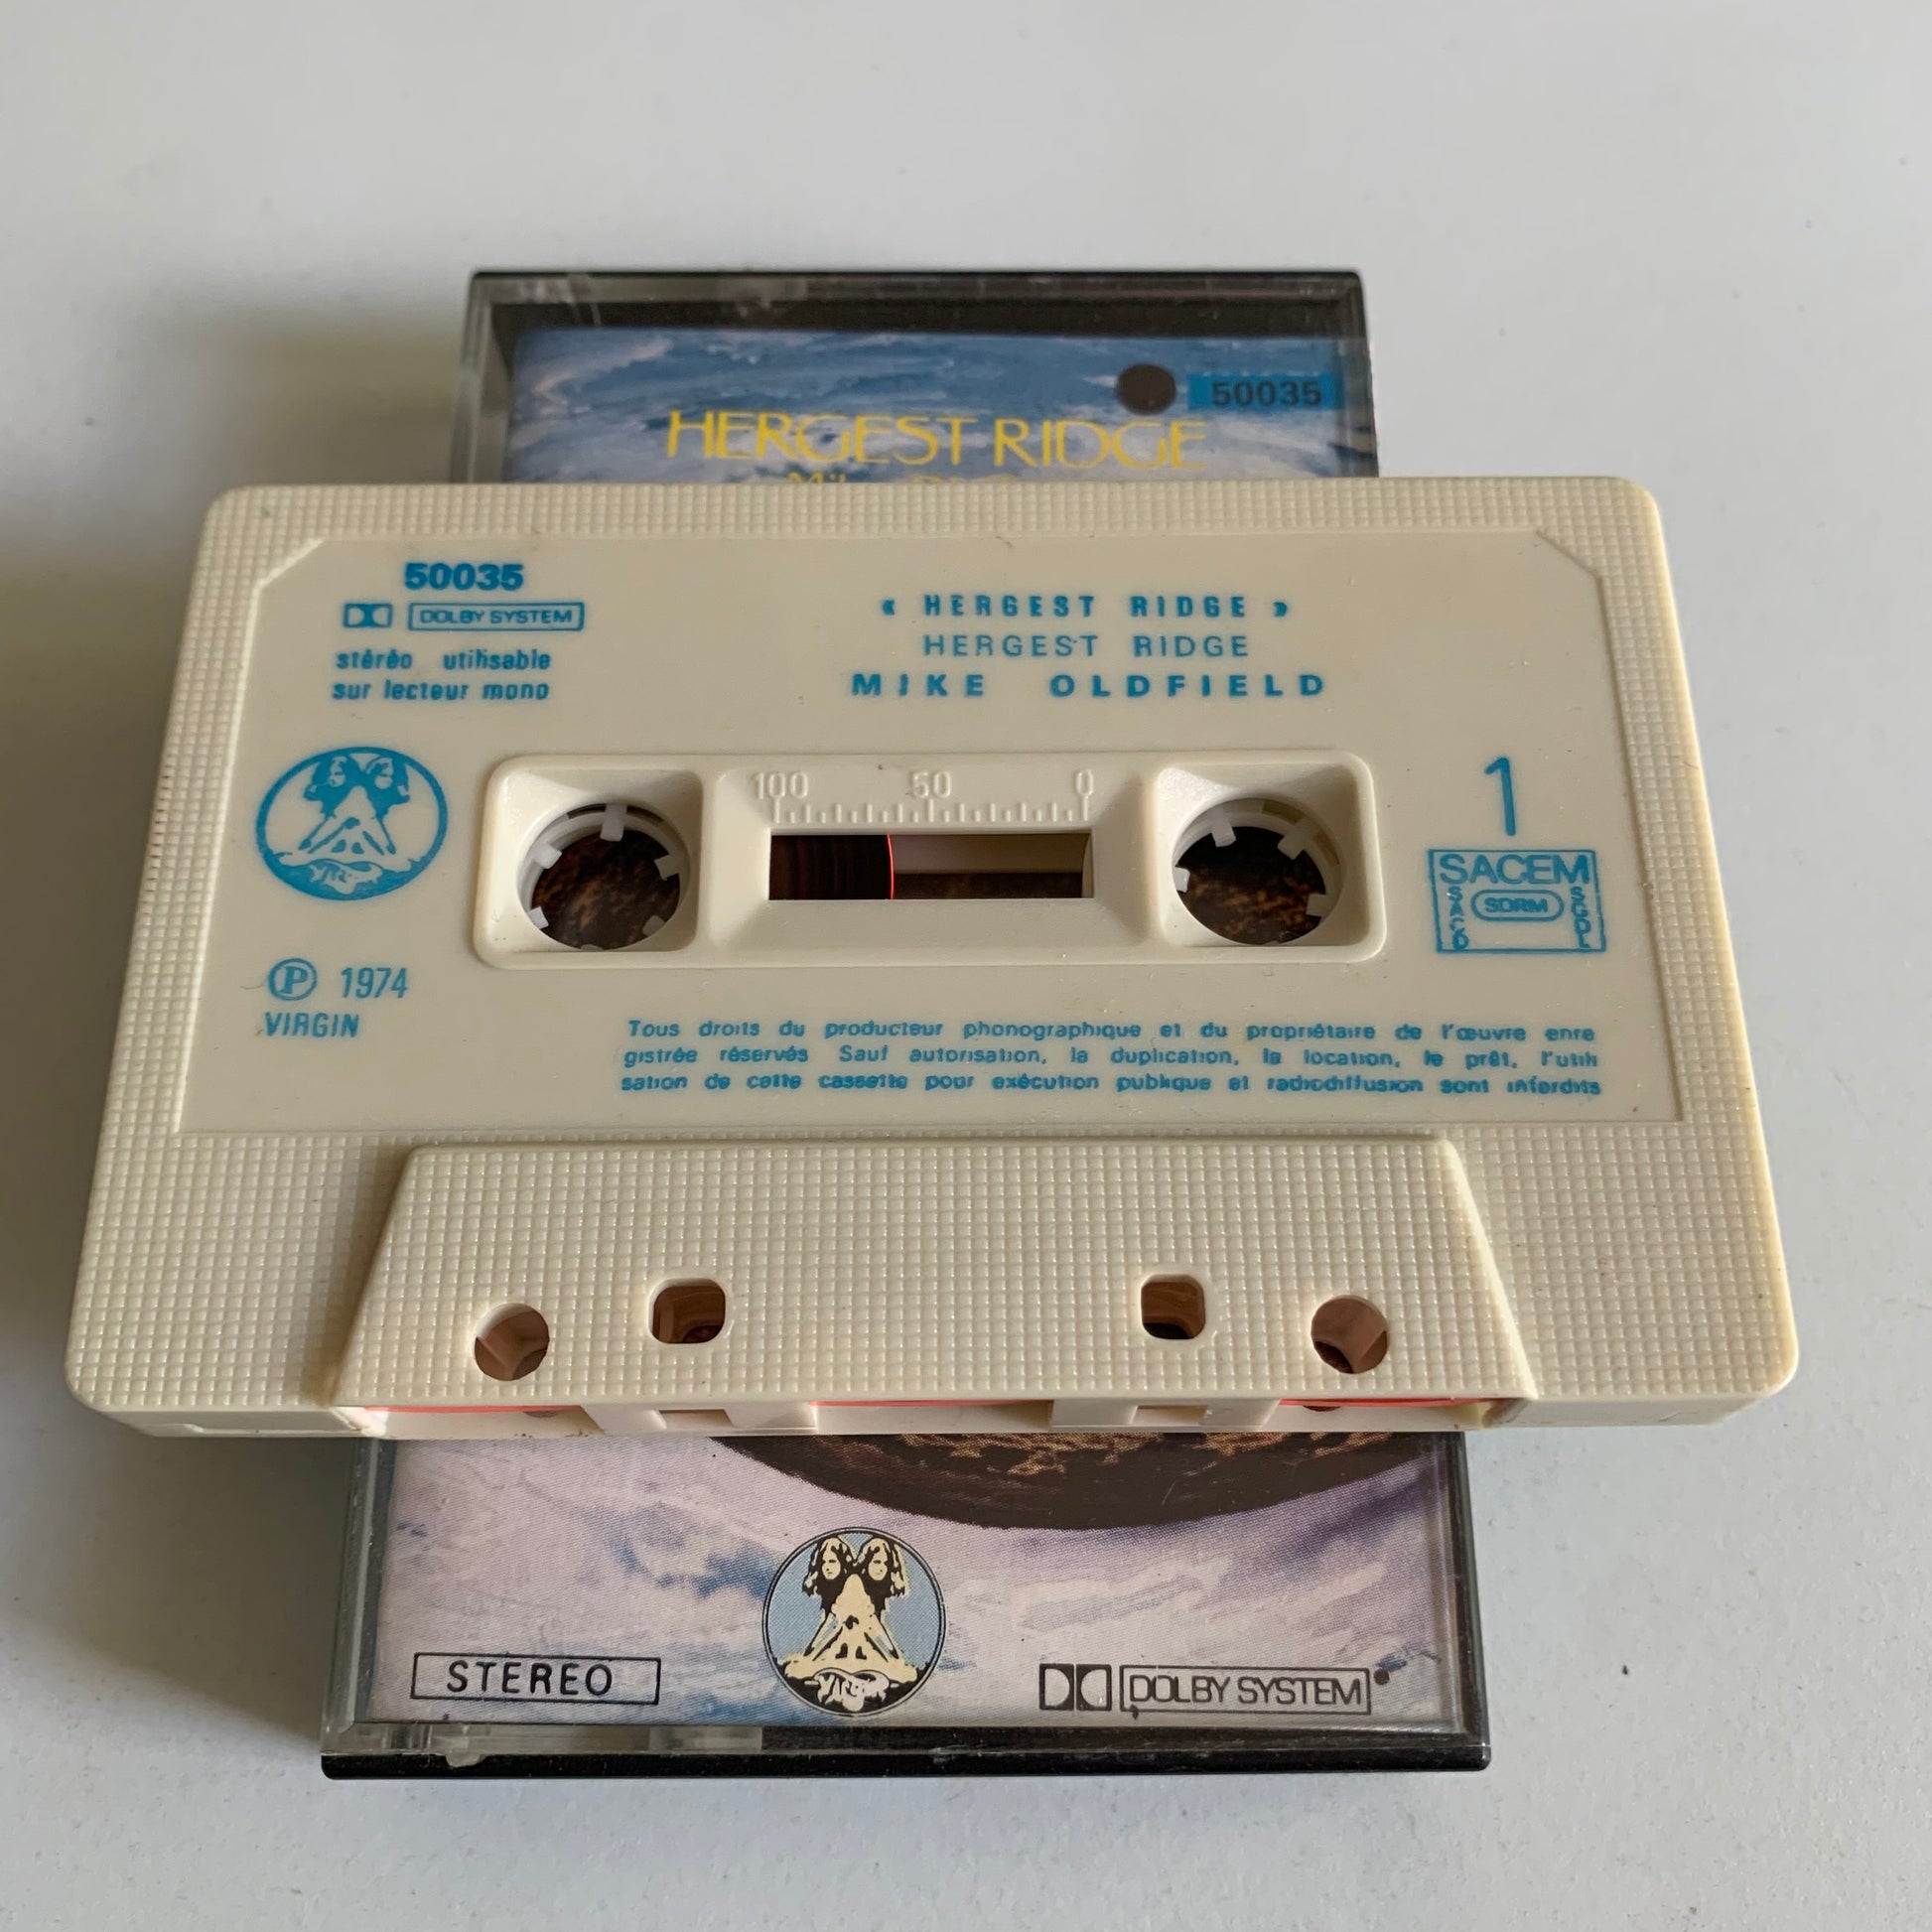 50035
HERGEST RIDGE
50035
DOLBY SYSTEM
stéréo utilisable
sur lecteur mono
« HERGEST RIDGE »
HERGEST RIDGE
MIKE OLDFIELD
100 50 0
1
SACEM
SACD SDRM SGDL
℗ 1974
VIRGIN
Tous droits du producteur phonographique et du propriétaire de l'œuvre enre
gistrée réservés Sauf autorisation, la duplication, la location, le prêt, l'utili
sation de cette cassette pour exécution publique et radiodiffusion sont interdits
STEREO
Virgin
DOLBY SYSTEM